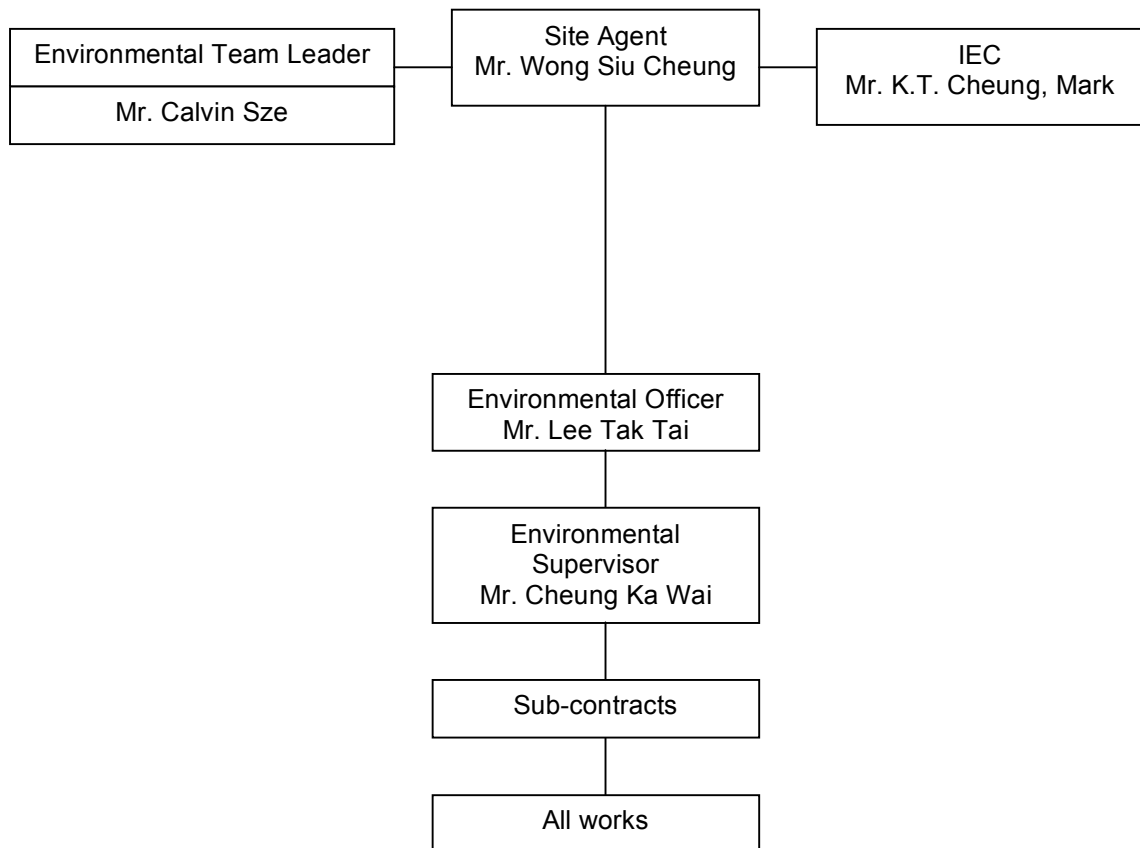 Environmental Team Leader
Mr. Calvin Sze
Site Agent
Mr. Wong Siu Cheung
IEC
Mr. K.T. Cheung, Mark
Environmental Officer
Mr. Lee Tak Tai
Environmental
Supervisor
Mr. Cheung Ka Wai
Sub-contracts
All works